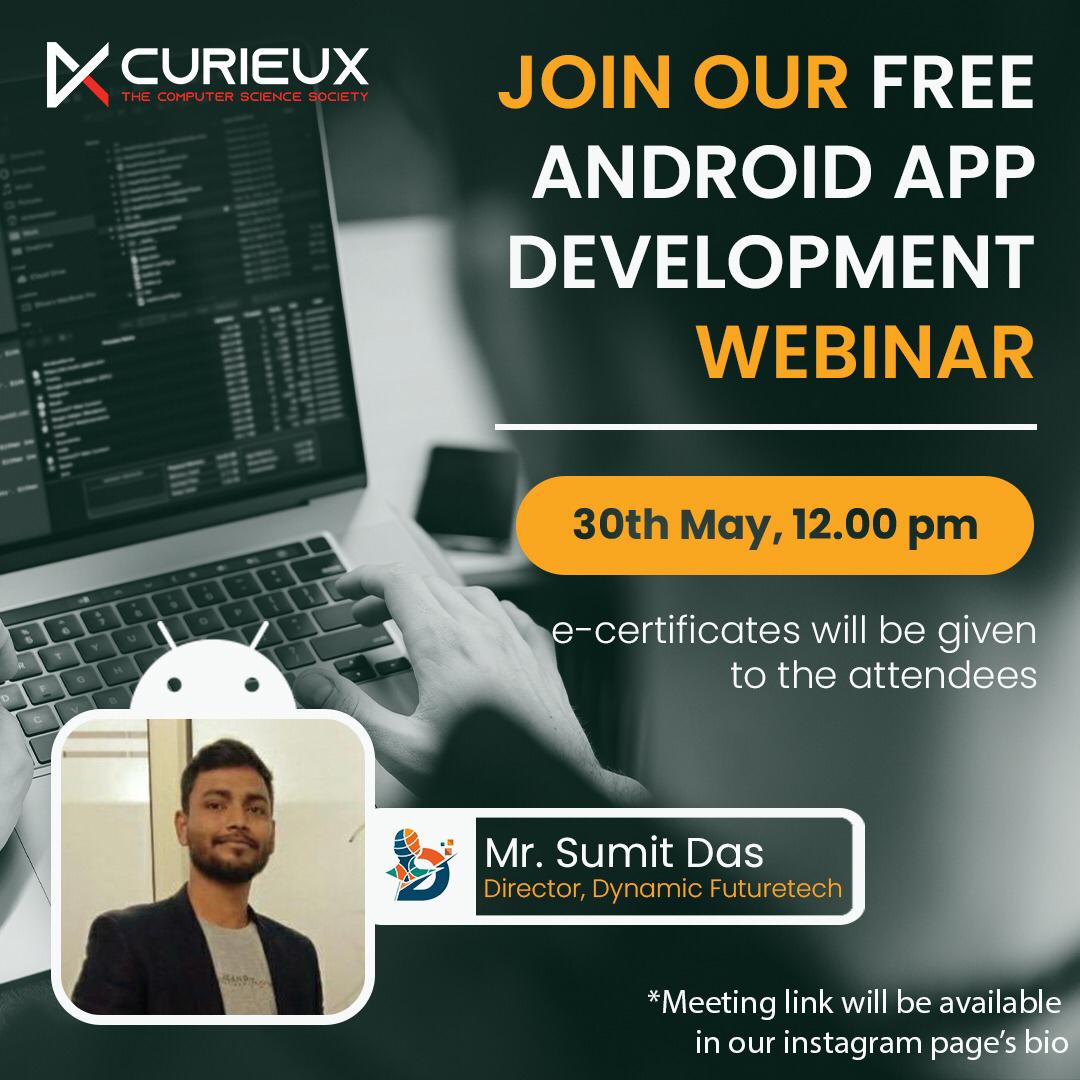 CURIEUX
THE COMPUTER SCIENCE SOCIETY
JOIN OUR FREE
ANDROID APP
DEVELOPMENT
WEBINAR
30th May, 12.00 pm
e-certificates will be given
to the attendees
Mr. Sumit Das
Director, Dynamic Futuretech
*Meeting link will be available
in our instagram page's bio